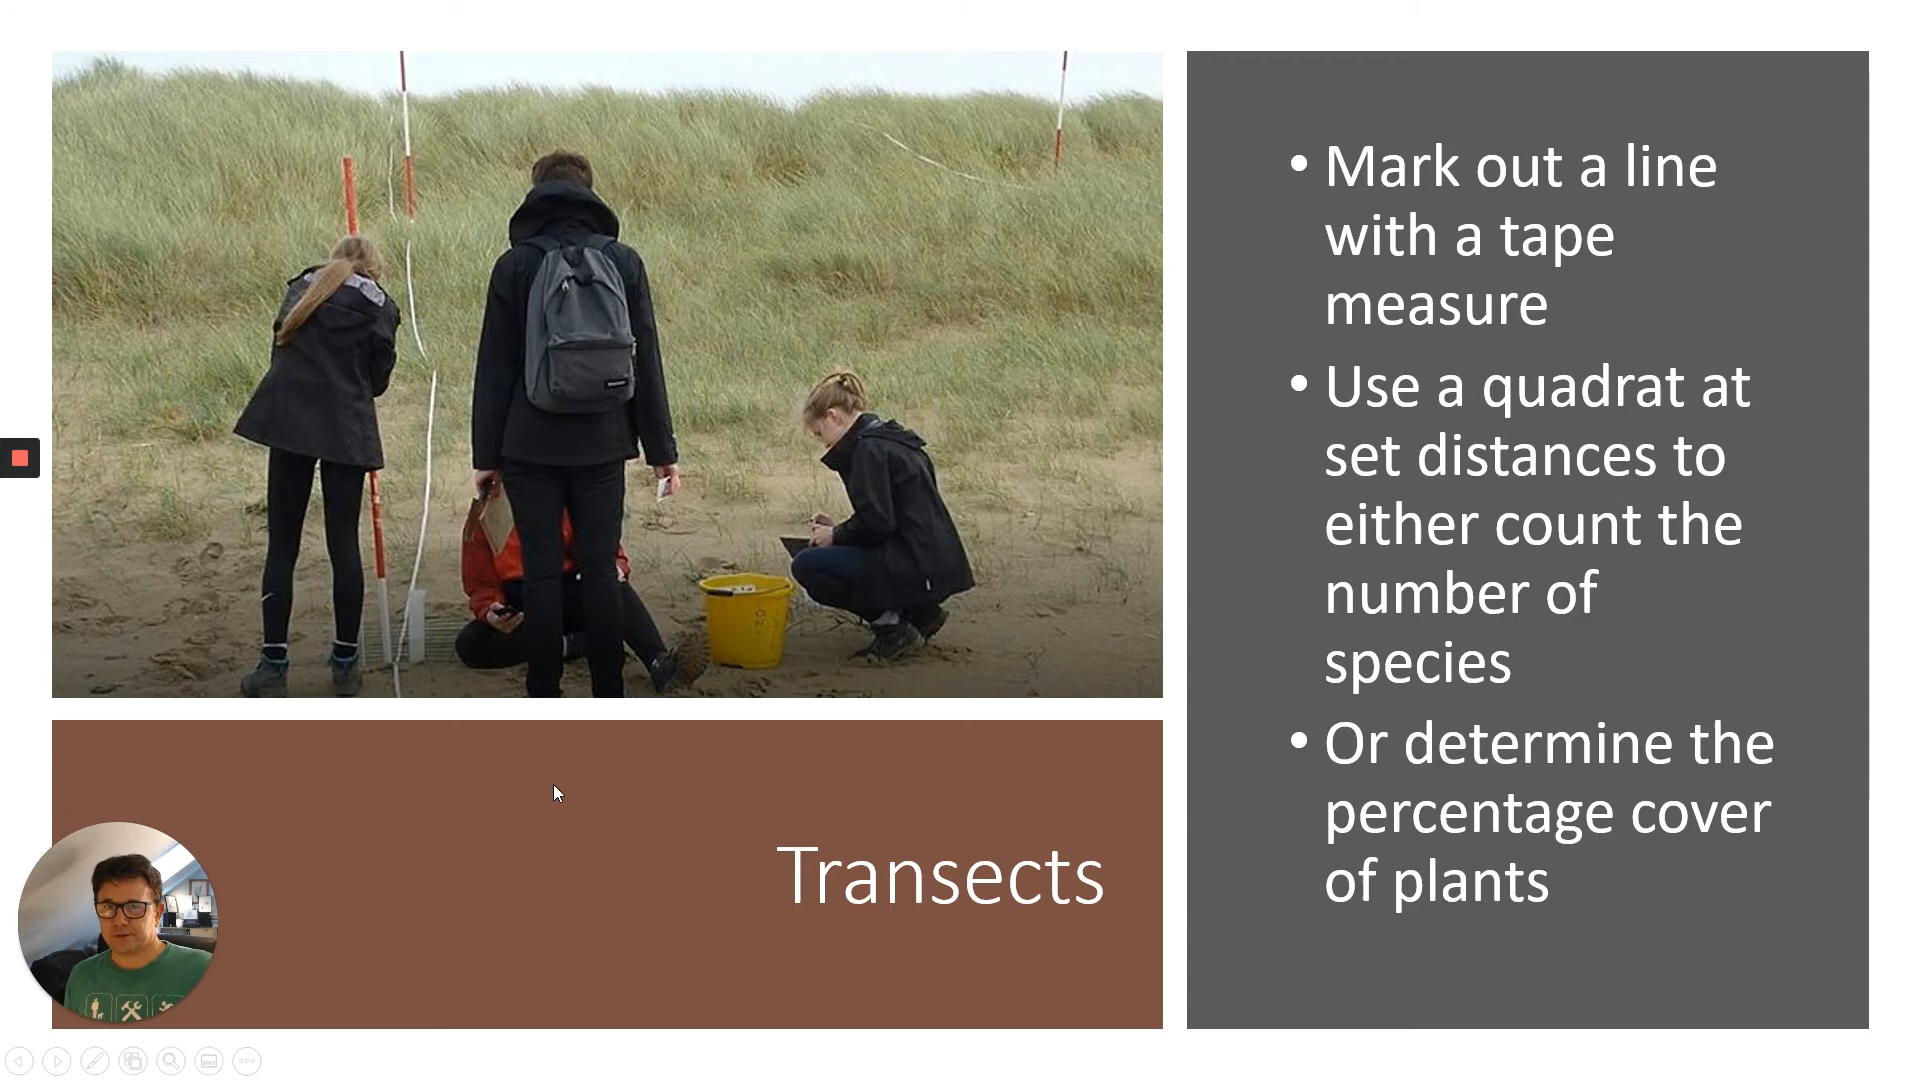 • Mark out a line
with a tape
measure
• Use a quadrat at
set distances to
either count the
number of
species
• Or determine the
percentage cover
of plants
Transects